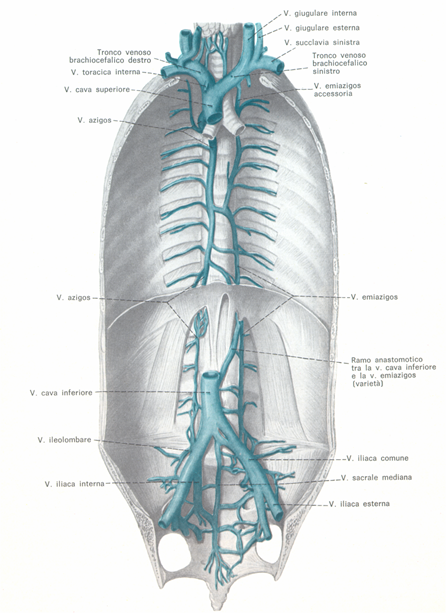 V. giugulare interna
V. giugulare esterna
V. succlavia sinistra
Tronco venoso
brachiocefalico
sinistro
V. emiazigos
accessoria
Tronco venoso
brachiocefalico destro
V. toracica interna
V. cava superiore
V. azigos
V. azigos
V. emiazigos
Ramo anastomotico
tra la v. cava inferiore
e la v. emiazigos
(varietà)
V. cava inferiore
V. ileolombare
V. iliaca interna
V. iliaca comune
V. sacrale mediana
V. iliaca esterna